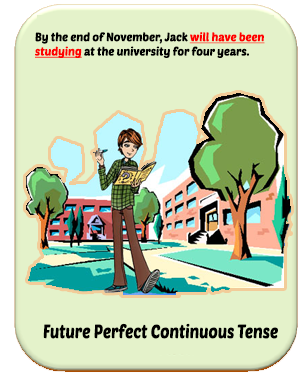 By the end of November, Jack will have been
studying at the university for four years.
Future Perfect Continuous Tense